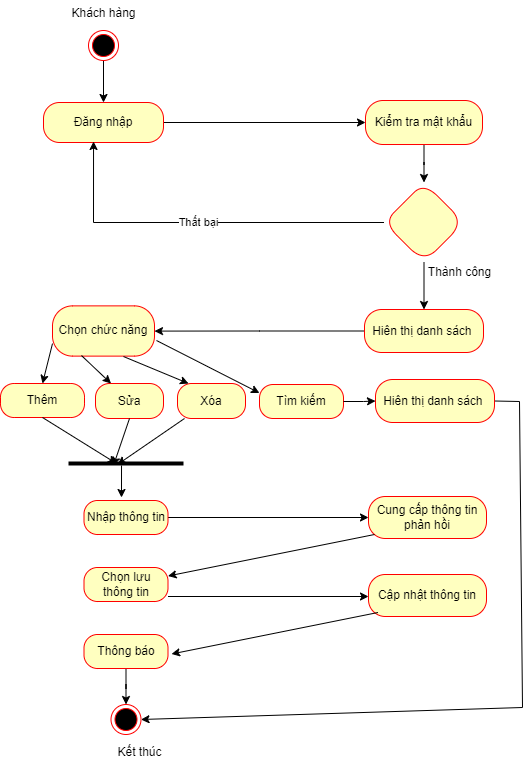 Khách hàng
Đăng nhập
Kiểm tra mật khẩu
Thất bại
Thành công
Chọn chức năng
Hiên thị danh sách
Thêm
Sửa
Xóa
Tìm kiếm
Hiên thị danh sách
Nhập thông tin
Cung cấp thông tin
phản hồi
Chọn lưu
thông tin
Cập nhật thông tin
Thông báo
Kết thúc